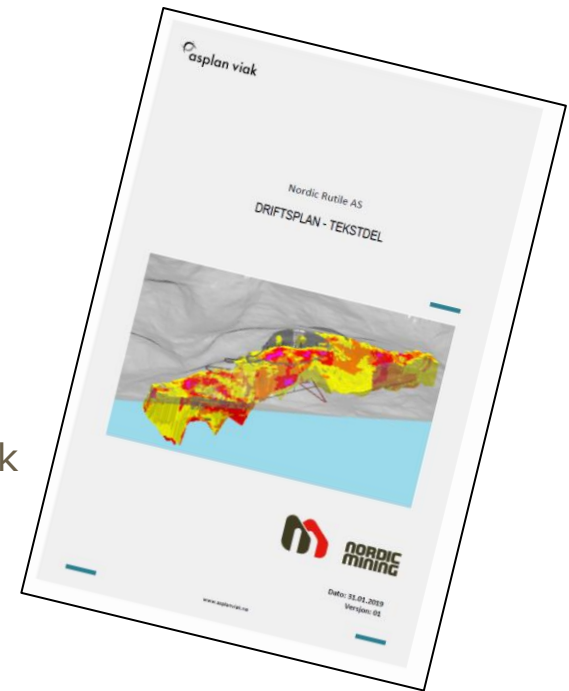 asplan viak
Nordic Rutile AS
DRIFTSPLAN - TEKSTDEL
k
NORDIC
MINING
Dato: 31.01.2019
Versjon: 01
www.asplanviak.no